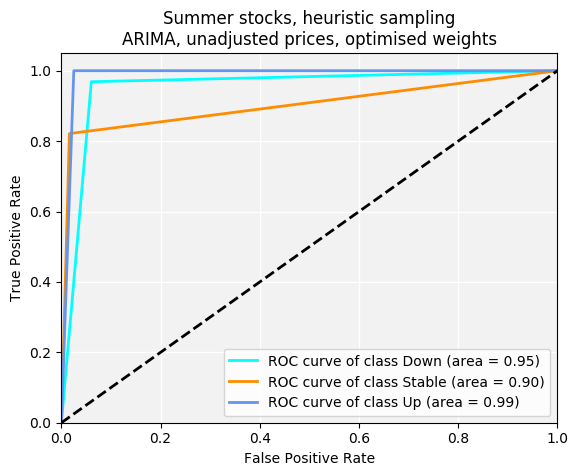 Summer stocks, heuristic sampling
ARIMA, unadjusted prices, optimised weights
True Positive Rate
1.0
0.8
0.6
0.4
0.2
0.0
ROC curve of class Down (area = 0.95)
ROC curve of class Stable (area = 0.90)
ROC curve of class Up (area = 0.99)
0.0 0.2 0.4 0.6 0.8 1.0
False Positive Rate